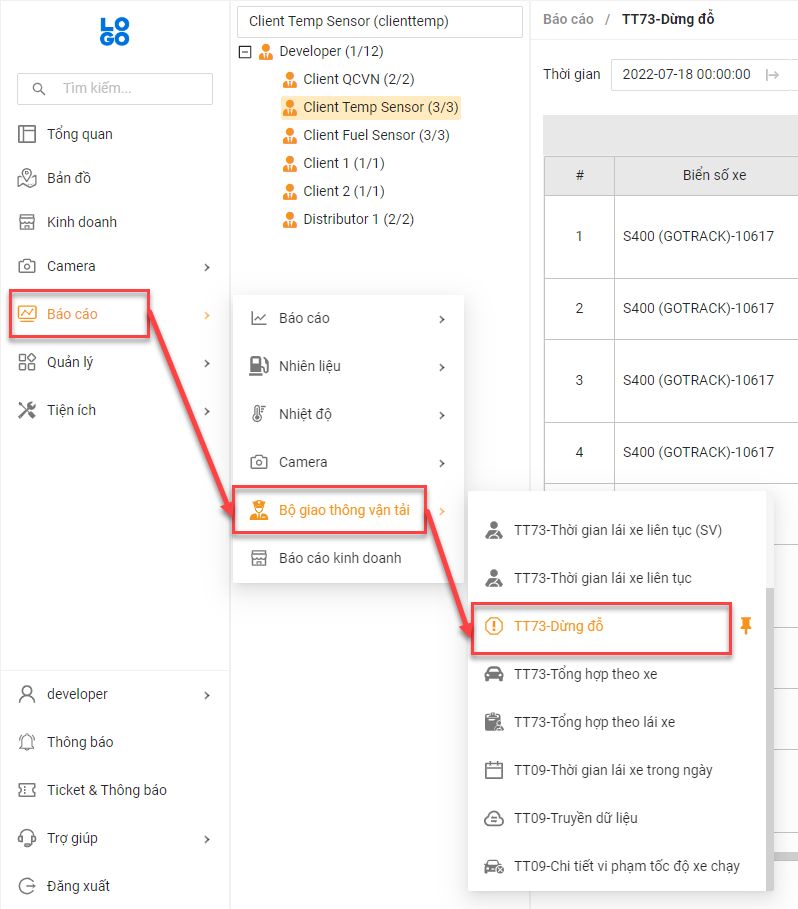 LO
GO
Tìm kiếm...
Tổng quan
Bản đồ
Kinh doanh
Camera
Báo cáo
Quản lý
Tiện ích
developer
Thông báo
Ticket & Thông báo
Trợ giúp
Đăng xuất
Client Temp Sensor (clienttemp)
Developer (1/12)
Client QCVN (2/2)
Client Temp Sensor (3/3)
Client Fuel Sensor (3/3)
Client 1 (1/1)
Client 2 (1/1)
Distributor 1 (2/2)
Báo cáo
Nhiên liệu
Nhiệt độ
Camera
Bộ giao thông vận tải
Báo cáo kinh doanh
TT73-Thời gian lái xe liên tục (SV)
TT73-Thời gian lái xe liên tục
TT73-Dừng đỗ
TT73-Tổng hợp theo xe
TT73-Tổng hợp theo lái xe
TT09-Thời gian lái xe trong ngày
TT09-Truyền dữ liệu
TT09-Chi tiết vi phạm tốc độ xe chạy
Báo cáo / TT73-Dừng đỗ
Thời gian 2022-07-18 00:00:00
# Biển số xe
1 S400 (GOTRACK)-10617
2 S400 (GOTRACK)-10617
3 S400 (GOTRACK)-10617
4 S400 (GOTRACK)-10617